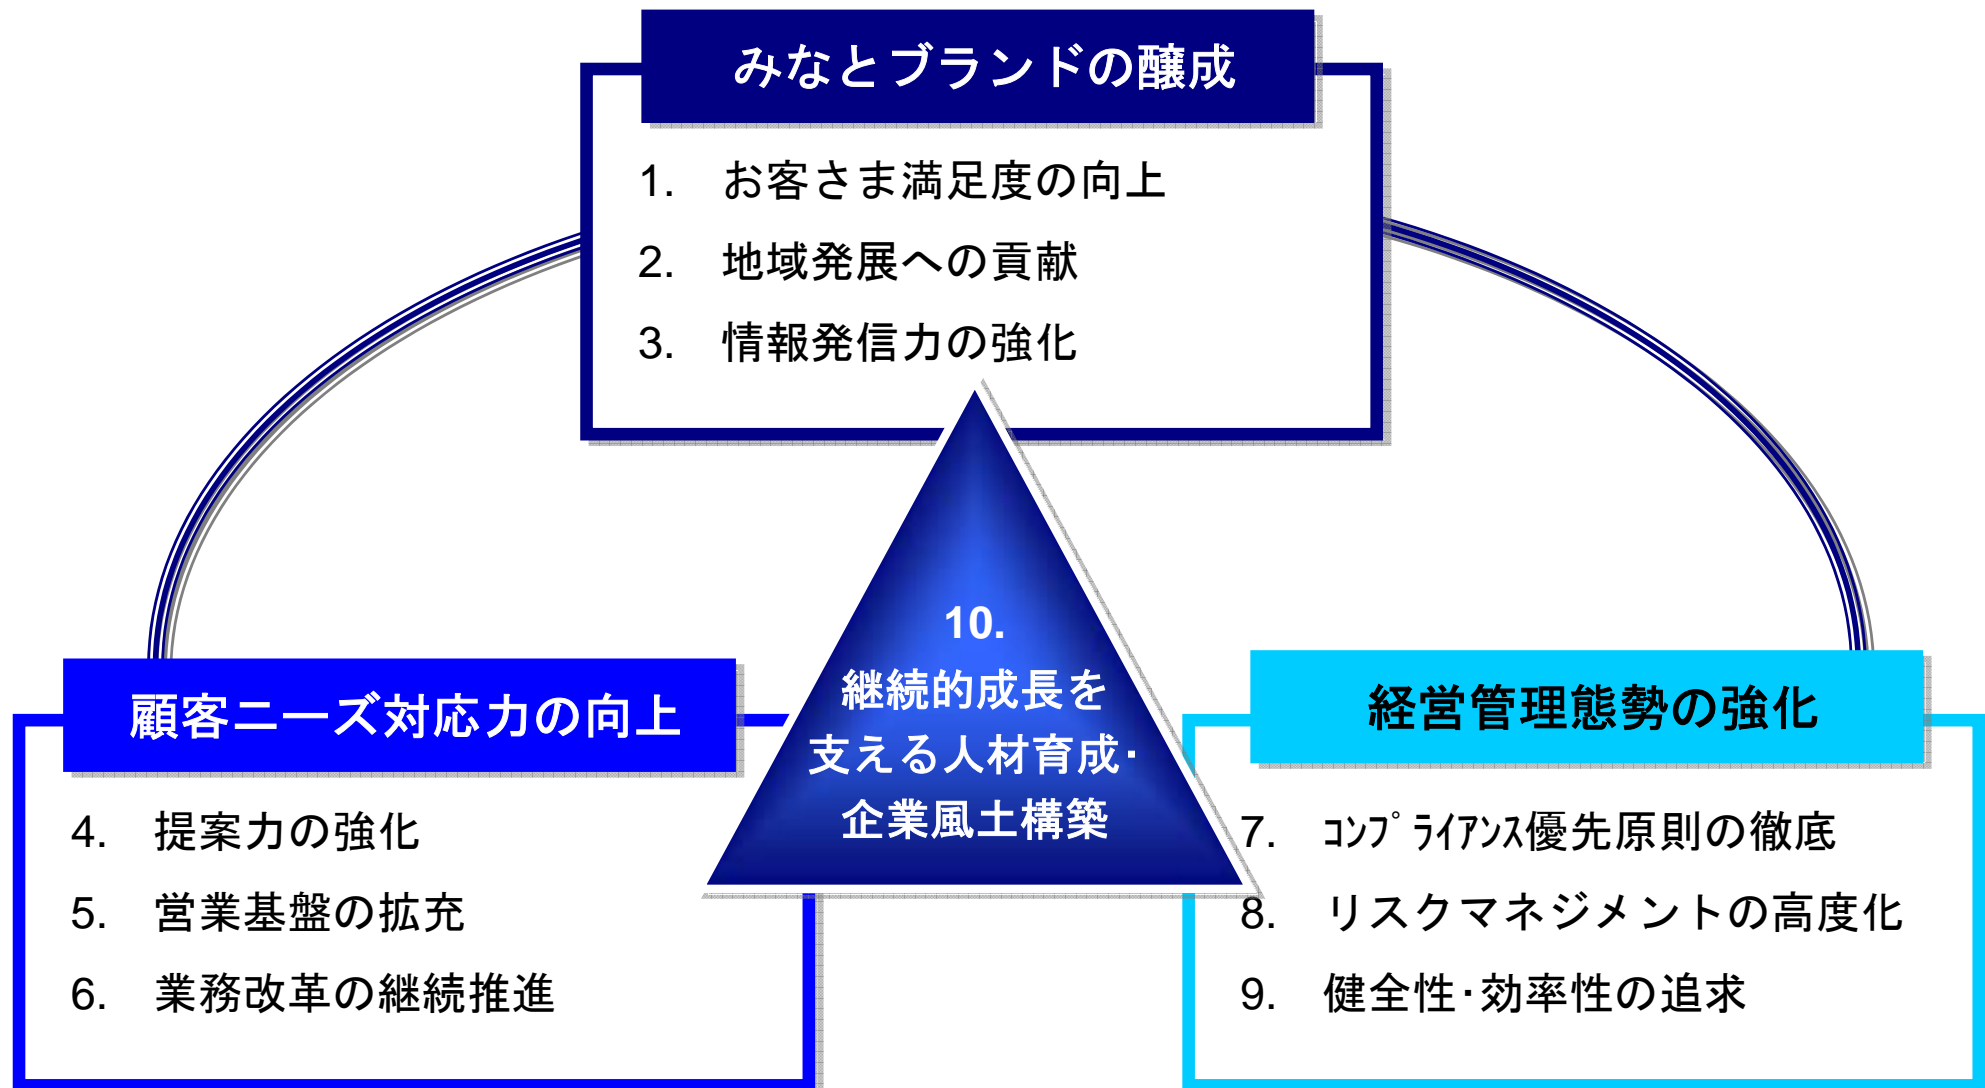 みなとブランドの醸成
1. お客さま満足度の向上
2. 地域発展への貢献
3. 情報発信力の強化
10.
継続的成長を
支える人材育成・
企業風土構築
顧客ニーズ対応力の向上
4. 提案力の強化
5. 営業基盤の拡充
6. 業務改革の継続推進
経営管理態勢の強化
7. ｺﾝﾌﾟﾗｲｱﾝｽ優先原則の徹底
8. リスクマネジメントの高度化
9. 健全性・効率性の追求